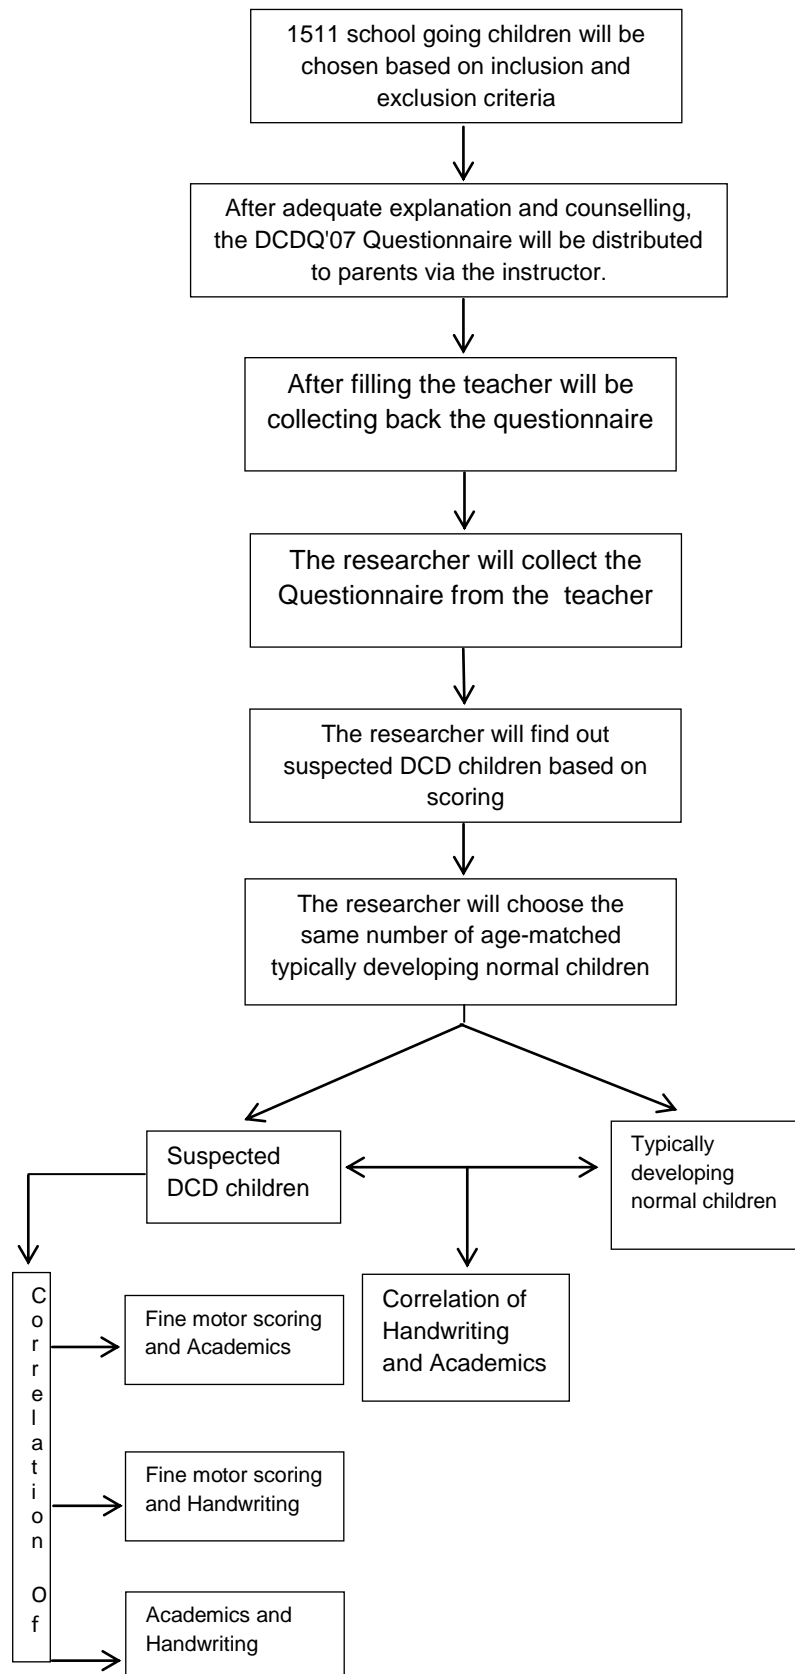 1511 school going children will be
chosen based on inclusion and
exclusion criteria
After adequate explanation and counselling,
the DCDQ'07 Questionnaire will be distributed
to parents via the instructor.
After filling the teacher will be
collecting back the questionnaire
The researcher will collect the
Questionnaire from the teacher
The researcher will find out
suspected DCD children based on
scoring
The researcher will choose the
same number of age-matched
typically developing normal children
Suspected
DCD children
Typically
developing
normal children
Correlation of
Handwriting
and Academics
Correlation Of
Fine motor scoring
and Academics
Fine motor scoring
and Handwriting
Academics and
Handwriting